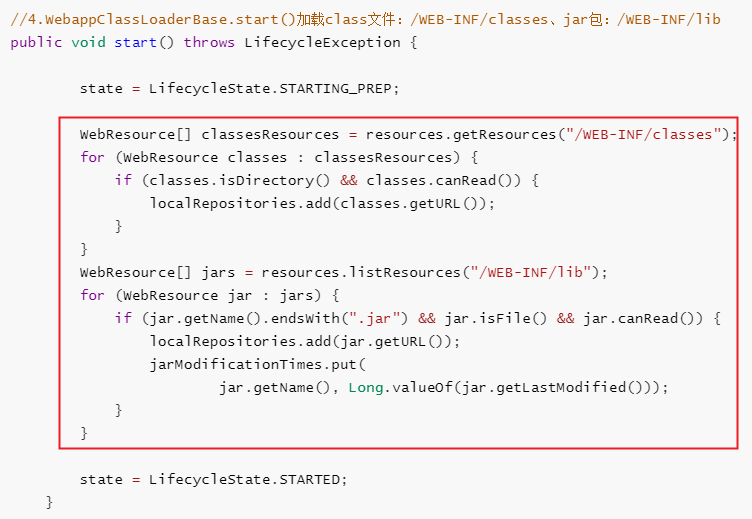 //4.WebappClassLoaderBase.start()加载class文件：/WEB-INF/classes、jar包：/WEB-INF/lib
public void start() throws LifecycleException {
state = LifecycleState.STARTING_PREP;
WebResource[] classesResources = resources.getResources("/WEB-INF/classes");
for (WebResource classes : classesResources) {
if (classes.isDirectory() && classes.canRead()) {
localRepositories.add(classes.getURL());
}
}
WebResource[] jars = resources.listResources("/WEB-INF/lib");
for (WebResource jar : jars) {
if (jar.getName().endsWith(".jar") && jar.isFile() && jar.canRead()) {
localRepositories.add(jar.getURL());
jarModificationTimes.put(
jar.getName(), Long.valueOf(jar.getLastModified()));
}
}
state = LifecycleState.STARTED;
}